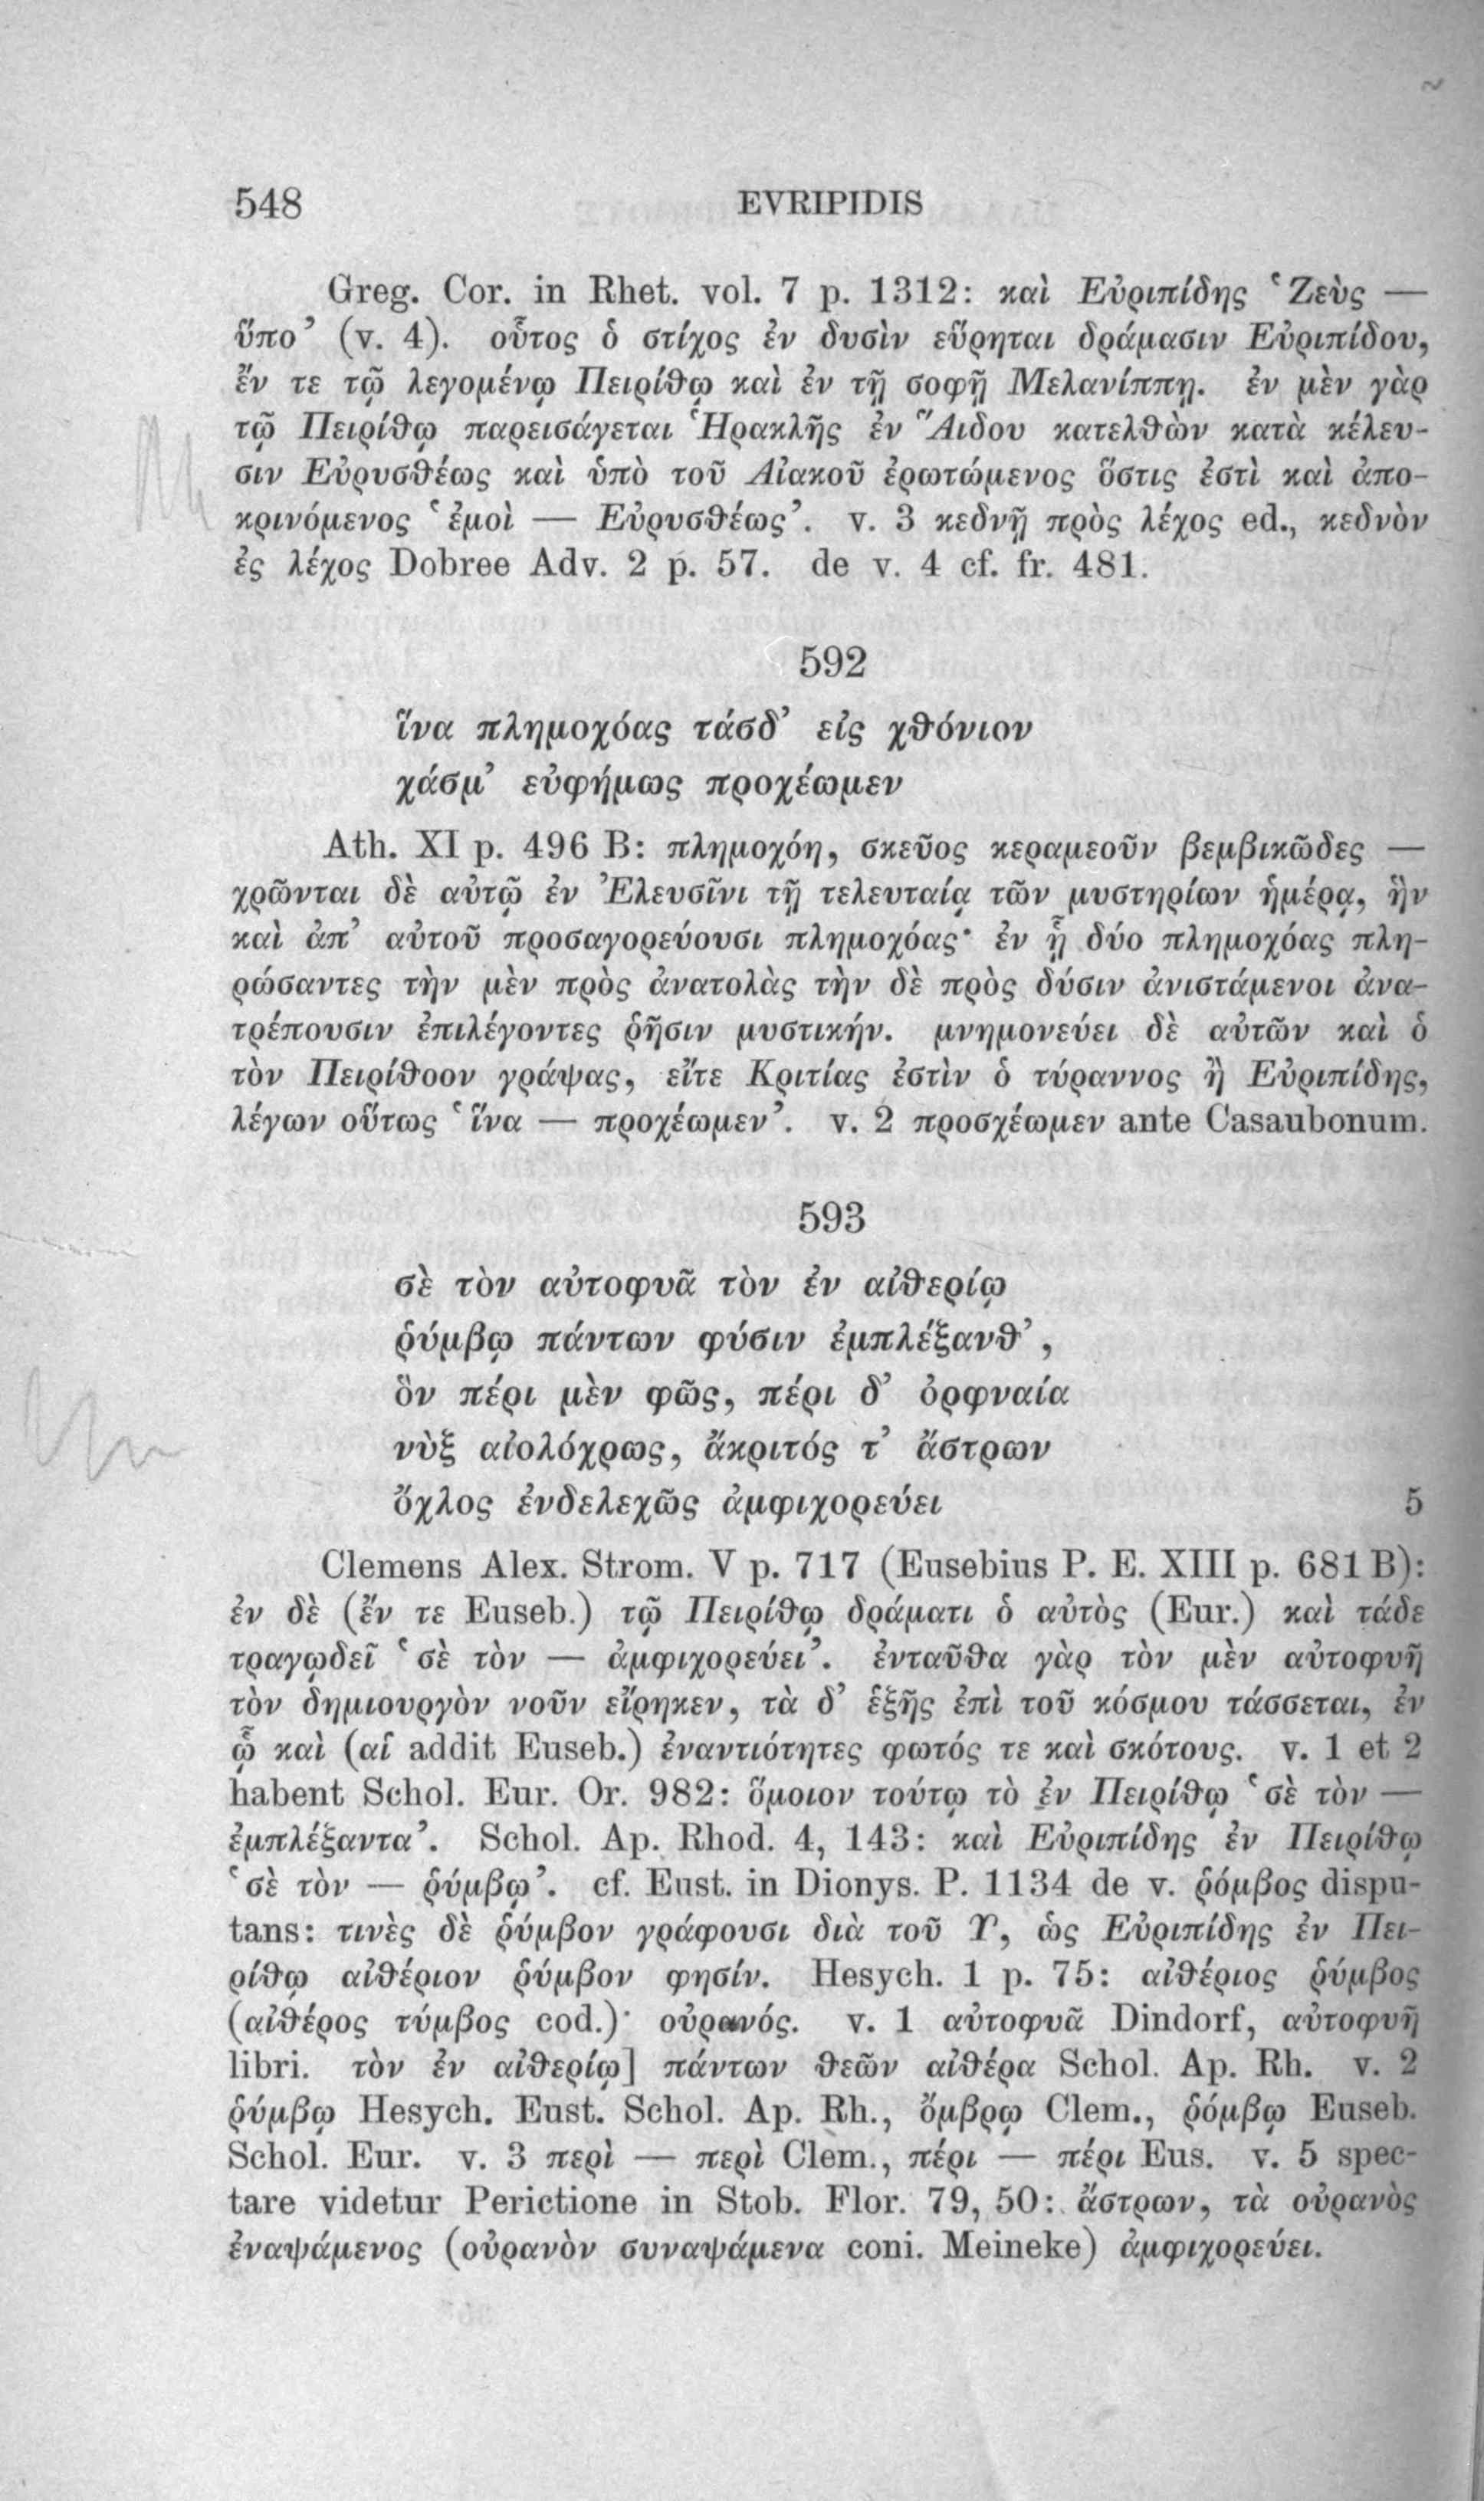 548 EVRIPIDIS
Greg. Cor. in Rhet. vol. 7 p. 1312: καὶ Εὐριπίδης ‘Ζεὺς —
ὕπο’ (v. 4). οὗτος ὁ στίχος ἐν δυσὶν εὕρηται δράμασιν Εὐριπίδου,
ἔν τε τῷ λεγομένῳ Πειρίθῳ καὶ ἐν τῇ σοφῇ Μελανίππῃ. ἐν μὲν γὰρ
τῷ Πειρίθῳ παρεισάγεται Ἡρακλῆς ἐν Ἅιδου κατελθὼν κατὰ κέλευ-
σιν Εὐρυσθέως καὶ ὑπὸ τοῦ Αἰακοῦ ἐρωτώμενος ὅστις ἐστὶ καὶ ἀπο-
κρινόμενος ‘ἐμοὶ — Εὐρυσθέως’. v. 3 κεδνῇ πρὸς λέχος ed., κεδνὸν
ἐς λέχος Dobree Adv. 2 p. 57. de v. 4 cf. fr. 481.
592
ἵνα πλημοχόας τάσδ’ εἰς χθόνιον
χάσμ’ εὐφήμως προχέωμεν
Ath. XI p. 496 B: πλημοχόη, σκεῦος κεραμεοῦν βεμβικῶδες —
χρῶνται δὲ αὐτῷ ἐν Ἐλευσῖνι τῇ τελευταίᾳ τῶν μυστηρίων ἡμέρᾳ, ἣν
καὶ ἀπ’ αὐτοῦ προσαγορεύουσι πλημοχόας· ἐν ᾗ δύο πλημοχόας πλη-
ρώσαντες τὴν μὲν πρὸς ἀνατολὰς τὴν δὲ πρὸς δύσιν ἀνιστάμενοι ἀνα-
τρέπουσιν ἐπιλέγοντες ῥῆσιν μυστικήν. μνημονεύει δὲ αὐτῶν καὶ ὁ
τὸν Πειρίθοον γράψας, εἴτε Κριτίας ἐστὶν ὁ τύραννος ἢ Εὐριπίδης,
λέγων οὕτως ‘ἵνα — προχέωμεν’. v. 2 προσχέωμεν ante Casaubonum.
593
σὲ τὸν αὐτοφυᾶ τὸν ἐν αἰθερίῳ
ῥύμβῳ πάντων φύσιν ἐμπλέξανθ’,
ὃν πέρι μὲν φῶς, πέρι δ’ ὀρφναία
νὺξ αἰολόχρως, ἄκριτός τ’ ἄστρων
ὄχλος ἐνδελεχῶς ἀμφιχορεύει 5
Clemens Alex. Strom. V p. 717 (Eusebius P. E. XIII p. 681 B):
ἐν δὲ (ἔν τε Euseb.) τῷ Πειρίθῳ δράματι ὁ αὐτὸς (Eur.) καὶ τάδε
τραγῳδεῖ ‘σὲ τὸν — ἀμφιχορεύει’. ἐνταῦθα γὰρ τὸν μὲν αὐτοφυῆ
τὸν δημιουργὸν νοῦν εἴρηκεν, τὰ δ’ ἑξῆς ἐπὶ τοῦ κόσμου τάσσεται, ἐν
ᾧ καὶ (αἱ addit Euseb.) ἐναντιότητες φωτός τε καὶ σκότους. v. 1 et 2
habent Schol. Eur. Or. 982: ὅμοιον τούτῳ τὸ ἐν Πειρίθῳ ‘σὲ τὸν —
ἐμπλέξαντα’. Schol. Ap. Rhod. 4, 143: καὶ Εὐριπίδης ἐν Πειρίθῳ
‘σὲ τὸν — ῥύμβῳ’. cf. Eust. in Dionys. P. 1134 de v. ῥόμβος dispu-
tans: τινὲς δὲ ῥύμβον γράφουσι διὰ τοῦ Υ, ὡς Εὐριπίδης ἐν Πει-
ρίθῳ αἰθέριον ῥύμβον φησίν. Hesych. 1 p. 75: αἰθέριος ῥύμβος
(αἰθέρος τύμβος cod.)· οὐρανός. v. 1 αὐτοφυᾶ Dindorf, αὐτοφυῆ
libri. τὸν ἐν αἰθερίῳ] πάντων θεῶν αἰθέρα Schol. Ap. Rh. v. 2
ῥύμβῳ Hesych. Eust. Schol. Ap. Rh., ὄμβρῳ Clem., ῥόμβῳ Euseb.
Schol. Eur. v. 3 περὶ — περὶ Clem., πέρι — πέρι Eus. v. 5 spec-
tare videtur Perictione in Stob. Flor. 79, 50: ἄστρων, τὰ οὐρανὸς
ἐναψάμενος (οὐρανὸν συναψάμενα coni. Meineke) ἀμφιχορεύει.